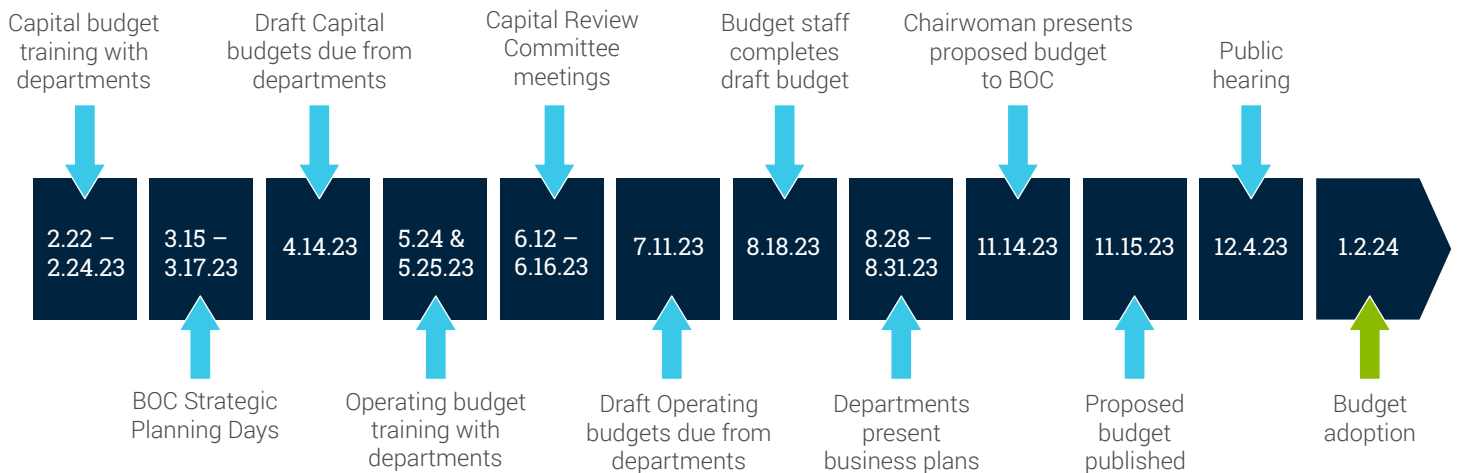 Capital budget
training with
departments
Draft Capital
budgets due from
departments
Capital Review
Committee
meetings
Budget staff
completes
draft budget
Chairwoman presents
proposed budget
to BOC
Public
hearing
2.22 –
2.24.23
3.15 –
3.17.23
4.14.23
5.24 &
5.25.23
6.12 –
6.16.23
7.11.23
8.18.23
8.28 –
8.31.23
11.14.23
11.15.23
12.4.23
1.2.24
BOC Strategic
Planning Days
Operating budget
training with
departments
Draft Operating
budgets due from
departments
Departments
present
business plans
Proposed
budget
published
Budget
adoption